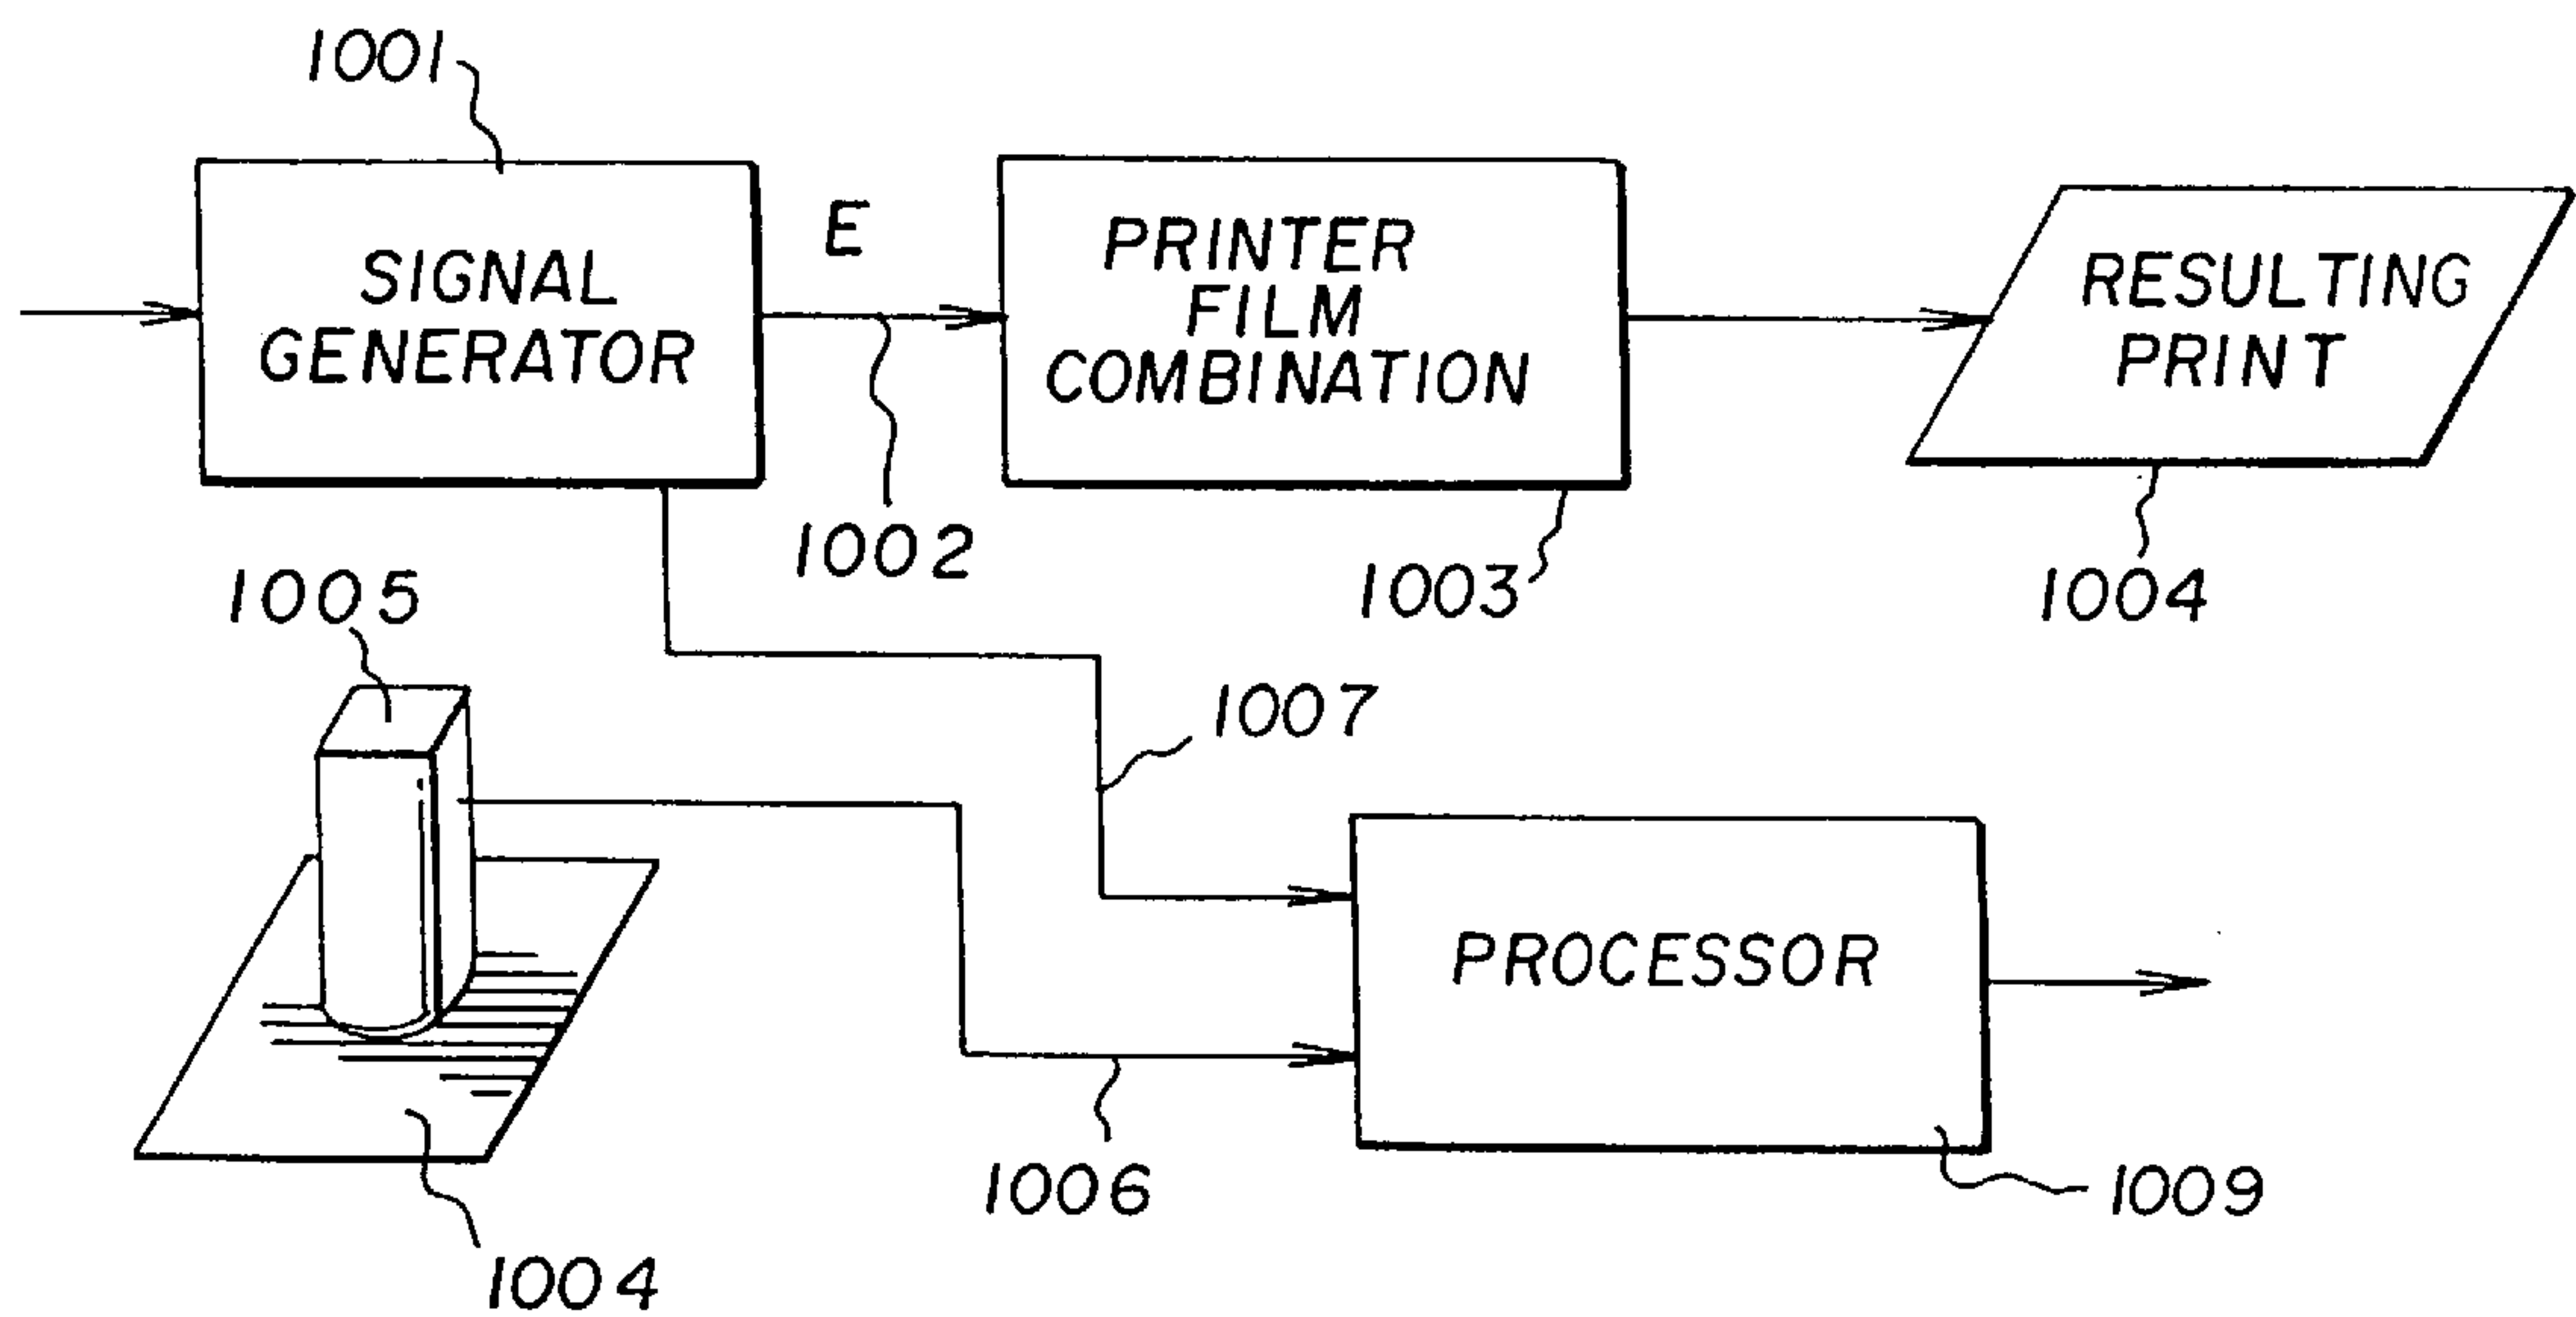 1001
SIGNAL
GENERATOR
E
1002
PRINTER
FILM
COMBINATION
1003
RESULTING
PRINT
1004
1005
1007
1004
1006
PROCESSOR
1009